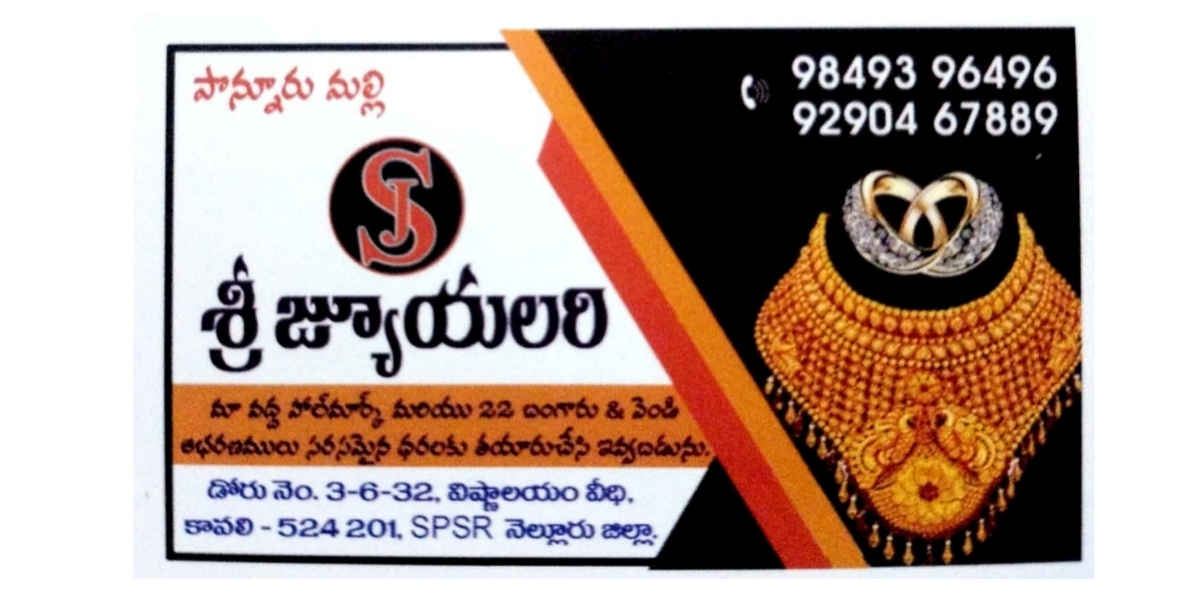 పొన్నూరు మల్లి
98493 96496
92904 67889
SJ
శ్రీ జ్యూయలరి
మా వద్ద హాల్‌మార్క్ మరియు 22 బంగారు & వెండి
ఆభరణములు సరసమైన ధరలకు తయారుచేసి ఇవ్వబడును.
డోరు నెం. 3-6-32, విష్ణాలయం వీధి,
కావలి - 524 201, SPSR నెల్లూరు జిల్లా.